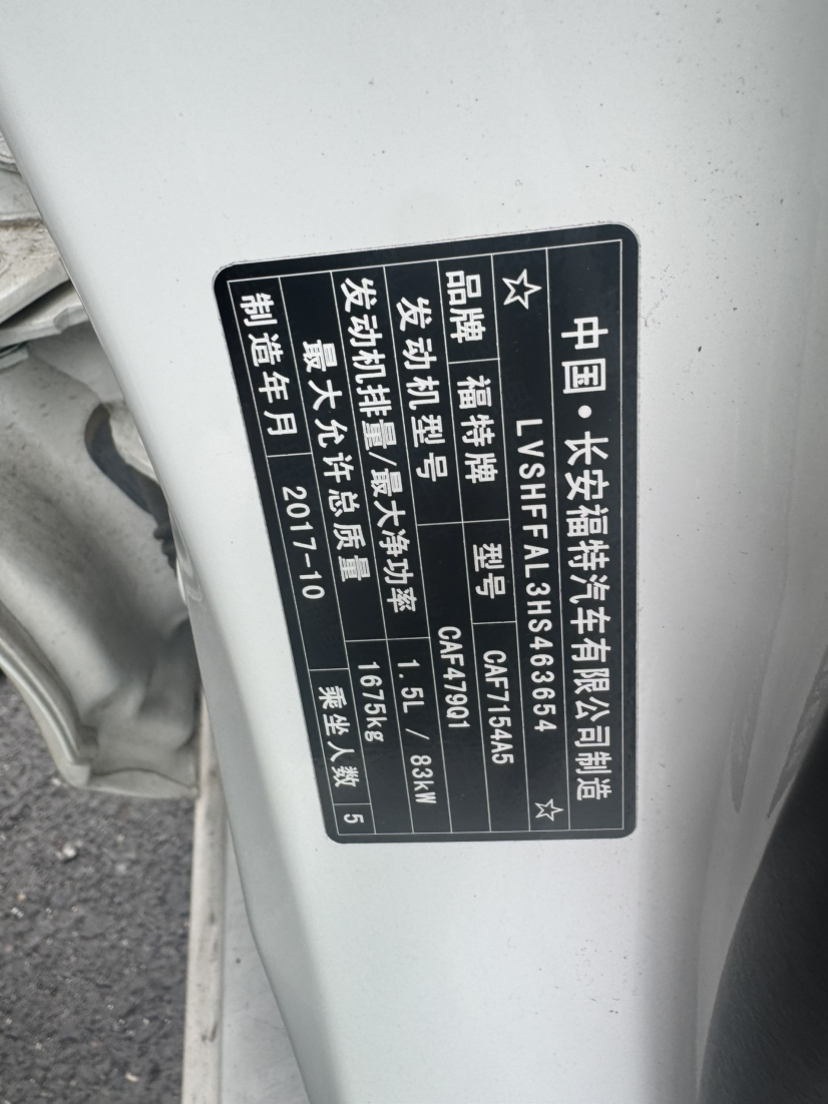 中国·长安福特汽车有限公司制造
☆ LVSHFFAL3HS463654 ☆
品牌 福特牌 型号 CAF7154A5
发动机型号 CAF479Q1
发动机排量/最大净功率 1.5L / 83kW
最大允许总质量 1675kg
制造年月 2017-10 乘坐人数 5